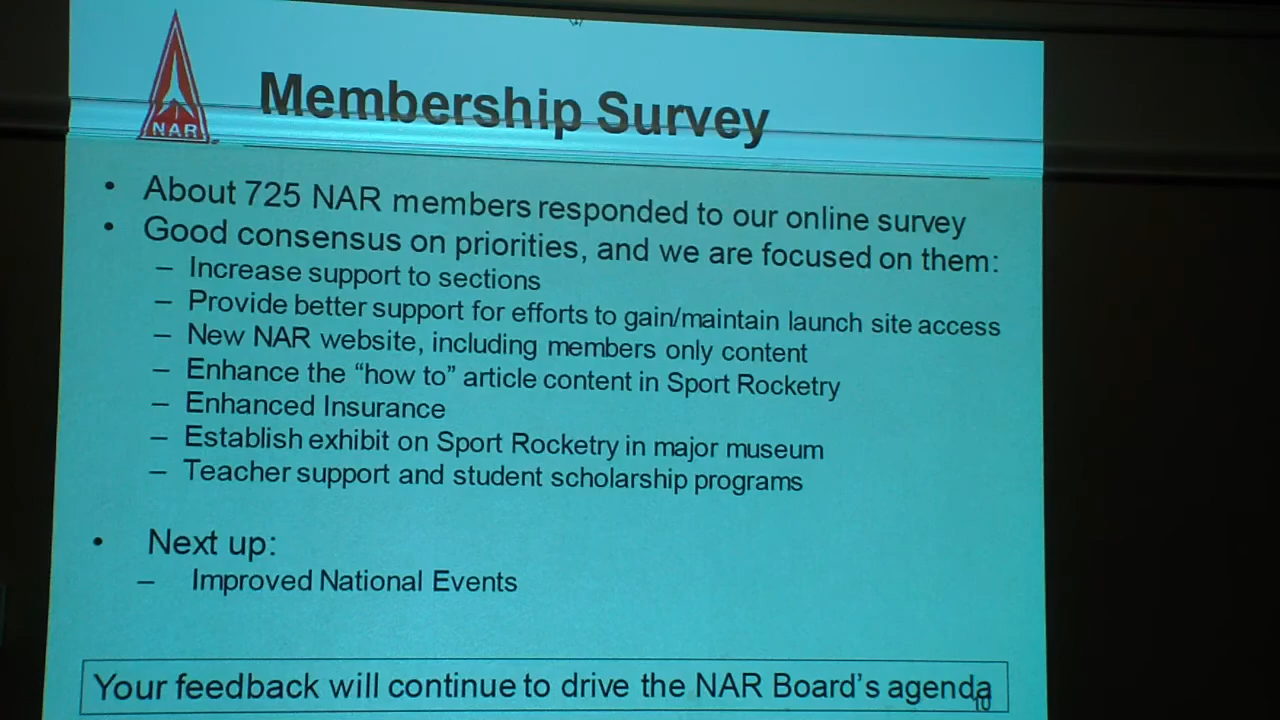 NAR
Membership Survey
• About 725 NAR members responded to our online survey
• Good consensus on priorities, and we are focused on them:
– Increase support to sections
– Provide better support for efforts to gain/maintain launch site access
– New NAR website, including members only content
– Enhance the “how to” article content in Sport Rocketry
– Enhanced Insurance
– Establish exhibit on Sport Rocketry in major museum
– Teacher support and student scholarship programs
• Next up:
– Improved National Events
Your feedback will continue to drive the NAR Board's agenda
10